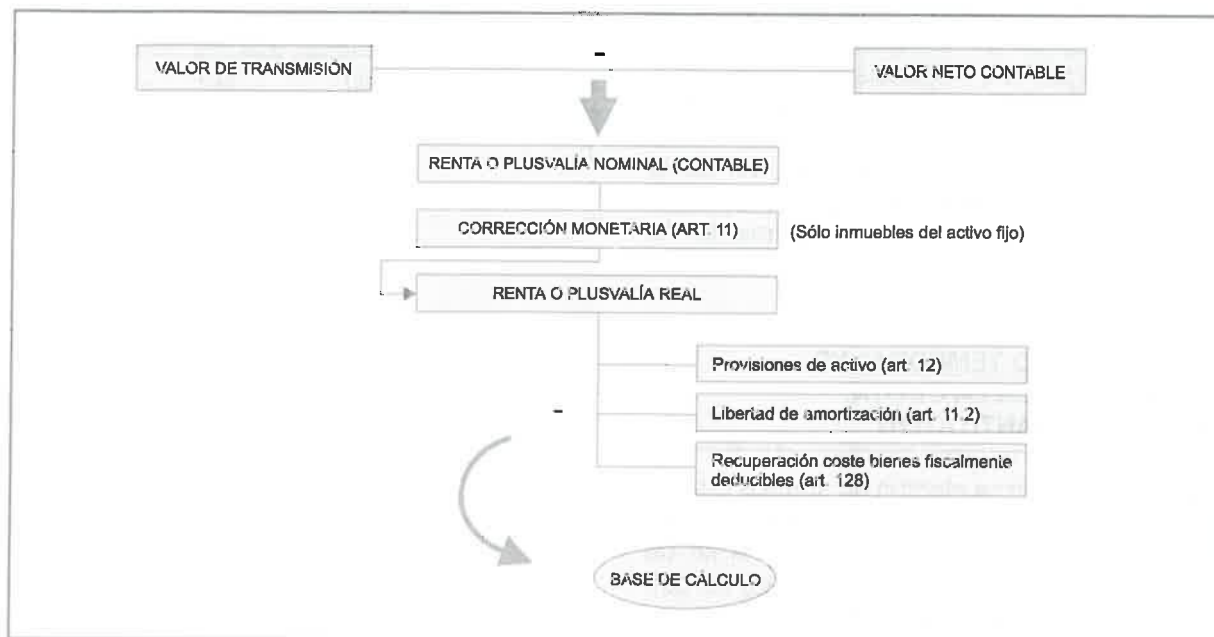 -
VALOR DE TRANSMISIÓN
VALOR NETO CONTABLE
RENTA O PLUSVALÍA NOMINAL (CONTABLE)
CORRECCIÓN MONETARIA (ART. 11)
(Sólo inmuebles del activo fijo)
RENTA O PLUSVALÍA REAL
Provisiones de activo (art. 12)
-
Libertad de amortización (art. 11.2)
Recuperación coste bienes fiscalmente
deducibles (art. 128)
BASE DE CÁLCULO